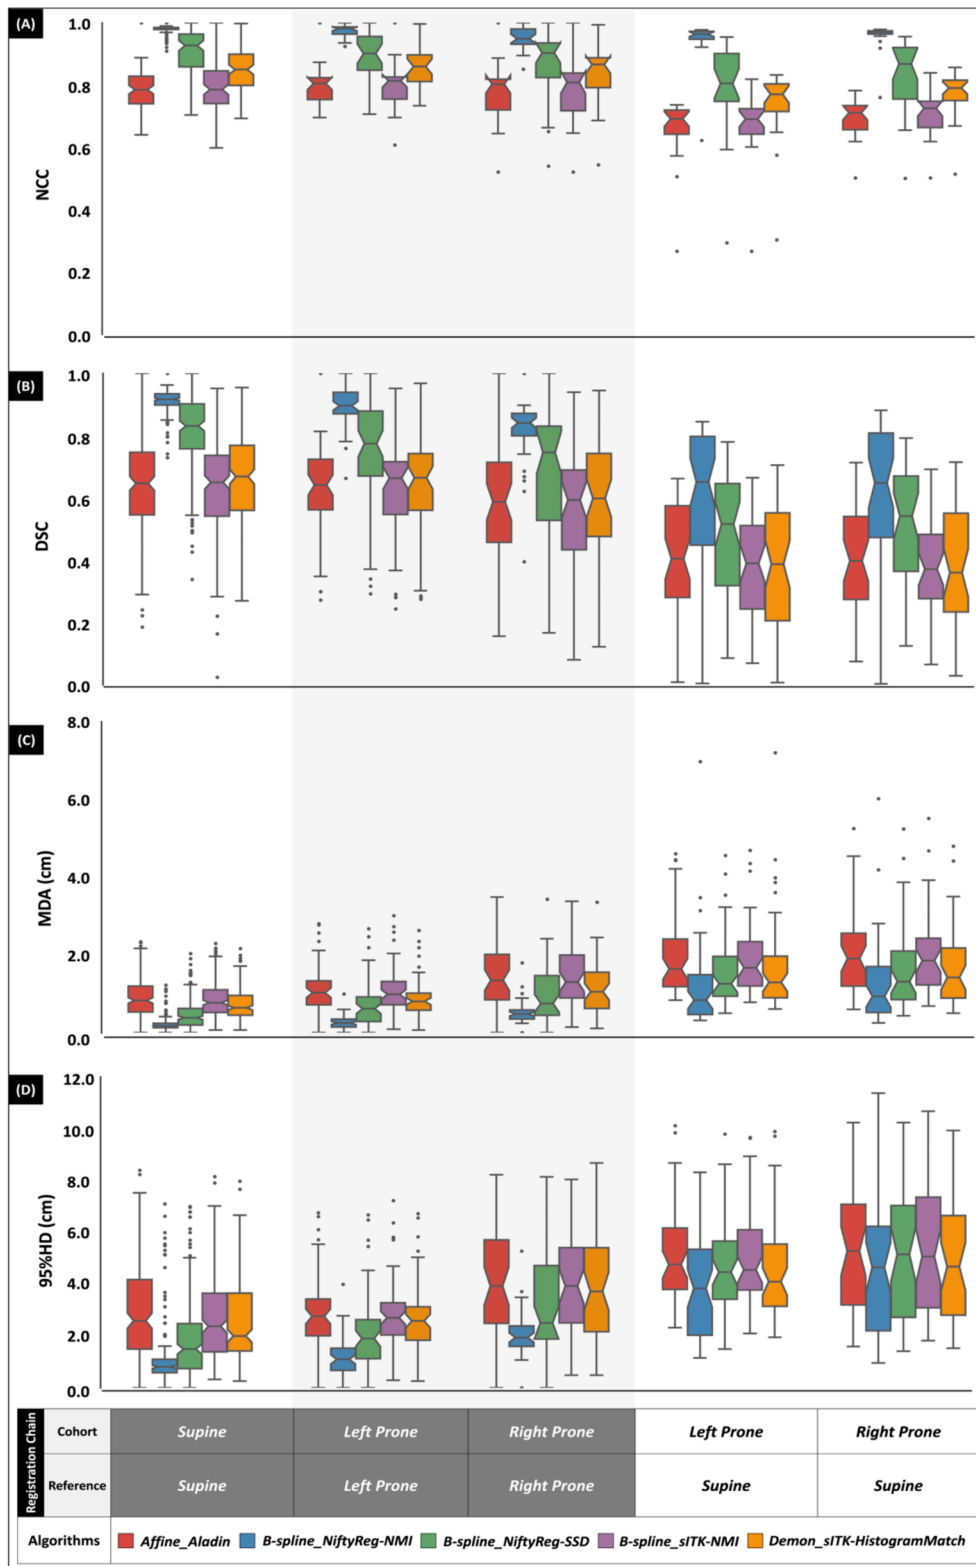 (A)
1.0
0.8
0.6
0.4
0.2
0.0
NCC
(B)
1.0
0.8
0.6
0.4
0.2
0.0
DSC
(C)
8.0
6.0
4.0
2.0
0.0
MDA (cm)
(D)
12.0
10.0
8.0
6.0
4.0
2.0
0.0
95%HD (cm)
Registration Chain
Cohort Supine Left Prone Right Prone Left Prone Right Prone
Reference Supine Left Prone Right Prone Supine Supine
Algorithms Affine_Aladin B-spline_NiftyReg-NMI B-spline_NiftyReg-SSD B-spline_sITK-NMI Demon_sITK-HistogramMatch